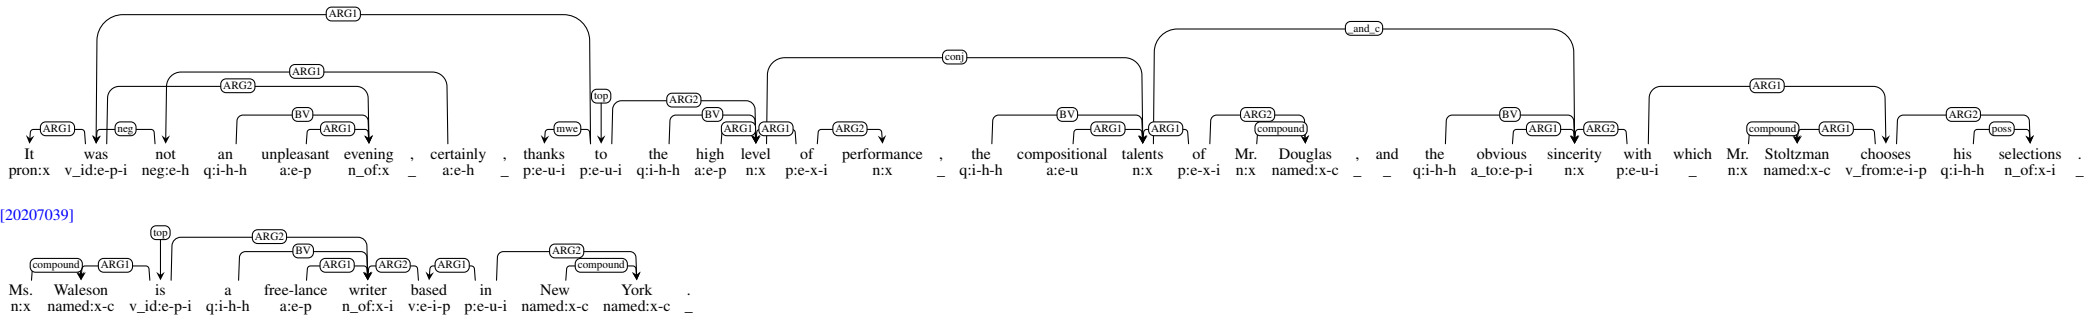 ARG1
_and_c
conj
ARG1
ARG2 ARG1
top ARG2
BV BV BV ARG2 BV ARG2
ARG1 neg ARG1 mwe ARG1 ARG1 ARG2 ARG1 ARG1 compound ARG1 ARG2 compound ARG1 poss
It was not an unpleasant evening , certainly , thanks to the high level of performance , the compositional talents of Mr. Douglas , and the obvious sincerity with which Mr. Stoltzman chooses his selections .
pron:x v_id:e-p-i neg:e-h q:i-h-h a:e-p n_of:x _ a:e-h _ p:e-u-i p:e-u-i q:i-h-h a:e-p n:x p:e-x-i n:x _ q:i-h-h a:e-u n:x p:e-x-i n:x named:x-c _ _ q:i-h-h a_to:e-p-i n:x p:e-u-i _ n:x named:x-c v_from:e-i-p q:i-h-h n_of:x-i _
[20207039]
top ARG2
BV ARG2
compound ARG1 ARG1 ARG2 ARG1 compound
Ms. Waleson is a free-lance writer based in New York .
n:x named:x-c v_id:e-p-i q:i-h-h a:e-p n_of:x-i v:e-i-p p:e-u-i named:x-c named:x-c _